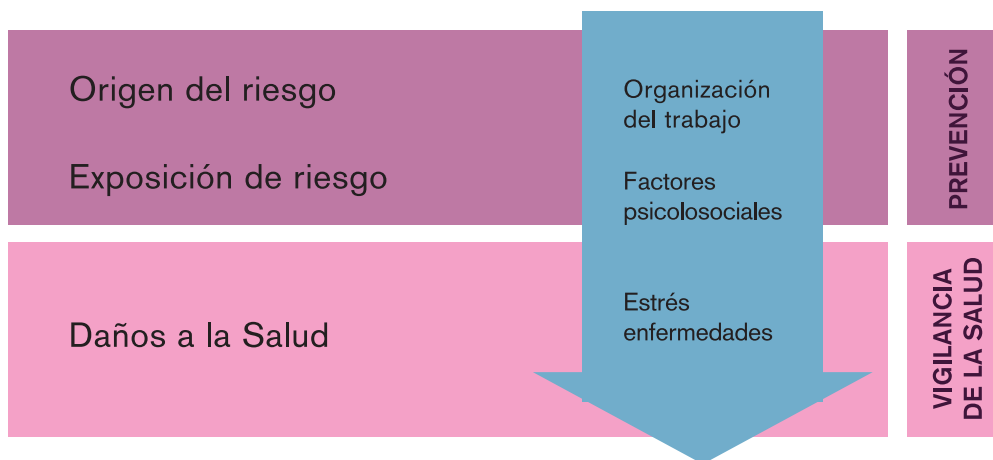 Origen del riesgo
Exposición de riesgo
Organización
del trabajo
Factores
psicolosociales
PREVENCIÓN
Daños a la Salud
Estrés
enfermedades
VIGILANCIA
DE LA SALUD